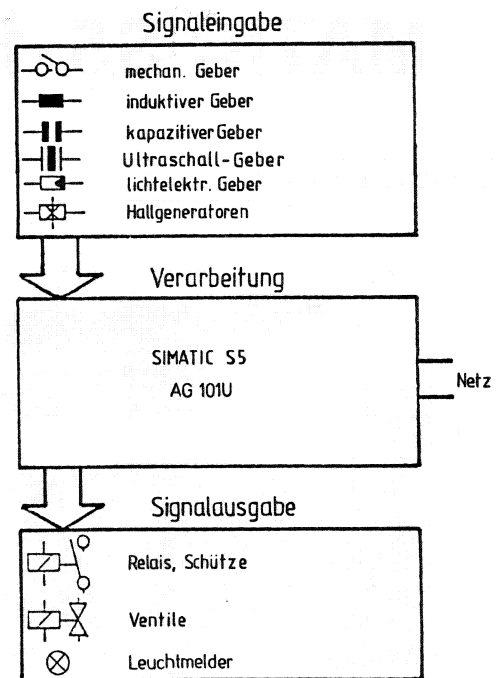 Signaleingabe
mechan. Geber
induktiver Geber
kapazitiver Geber
Ultraschall-Geber
lichtelektr. Geber
Hallgeneratoren
Verarbeitung
SIMATIC S5
AG 101U
Netz
Signalausgabe
Relais, Schütze
Ventile
Leuchtmelder